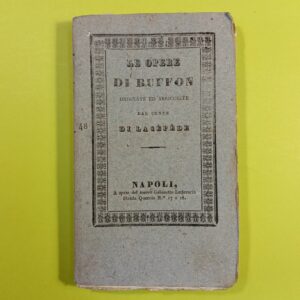 LE OPERE
DI BUFFON
ORDINATE ED ARRICCHITE
DAL CONTE
DI LACÉPÈDE
48
NAPOLI,
A spese del nuovo Gabinetto Letterario
Strada Quercia N.° 17 e 18.